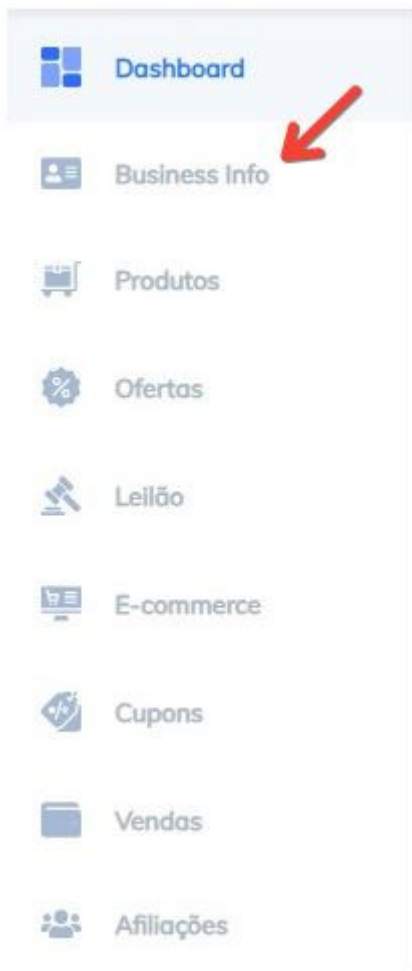 Dashboard
Business Info
Produtos
Ofertas
Leilão
E-commerce
Cupons
Vendas
Afiliações